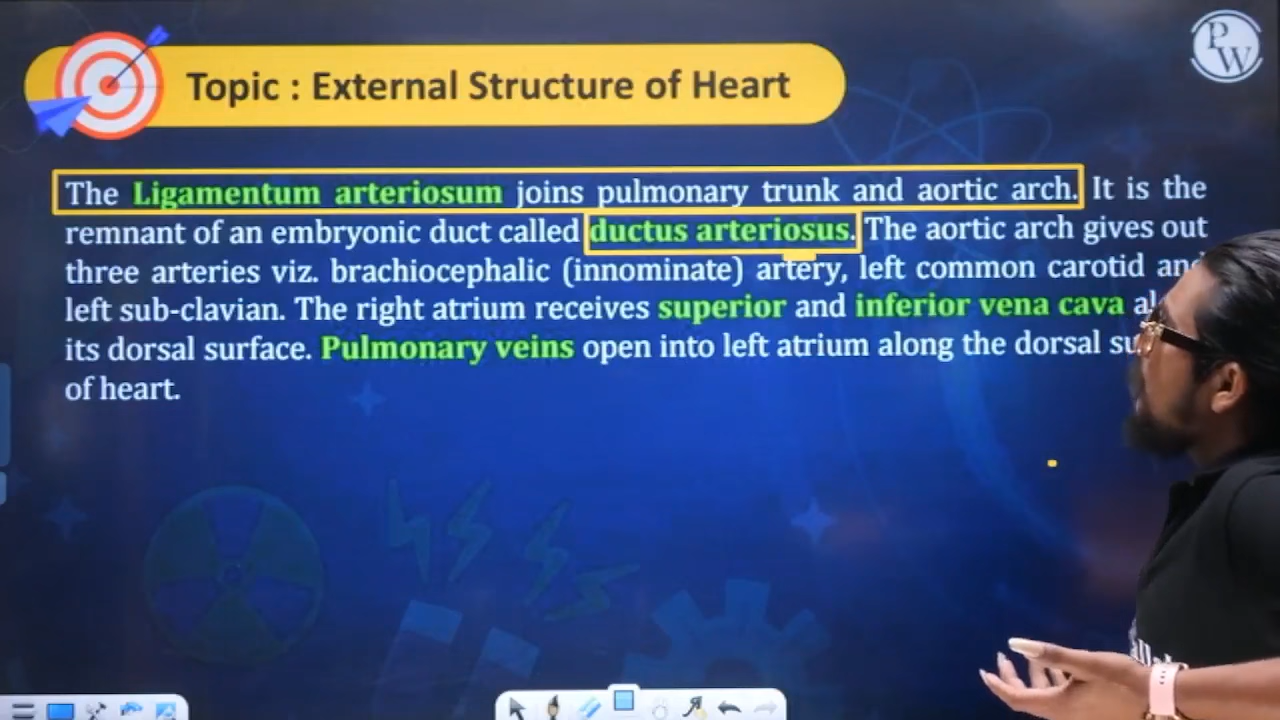 PW
Topic : External Structure of Heart
The Ligamentum arteriosum joins pulmonary trunk and aortic arch. It is the
remnant of an embryonic duct called ductus arteriosus. The aortic arch gives out
three arteries viz. brachiocephalic (innominate) artery, left common carotid and
left sub-clavian. The right atrium receives superior and inferior vena cava
its dorsal surface. Pulmonary veins open into left atrium along the dorsal
of heart.